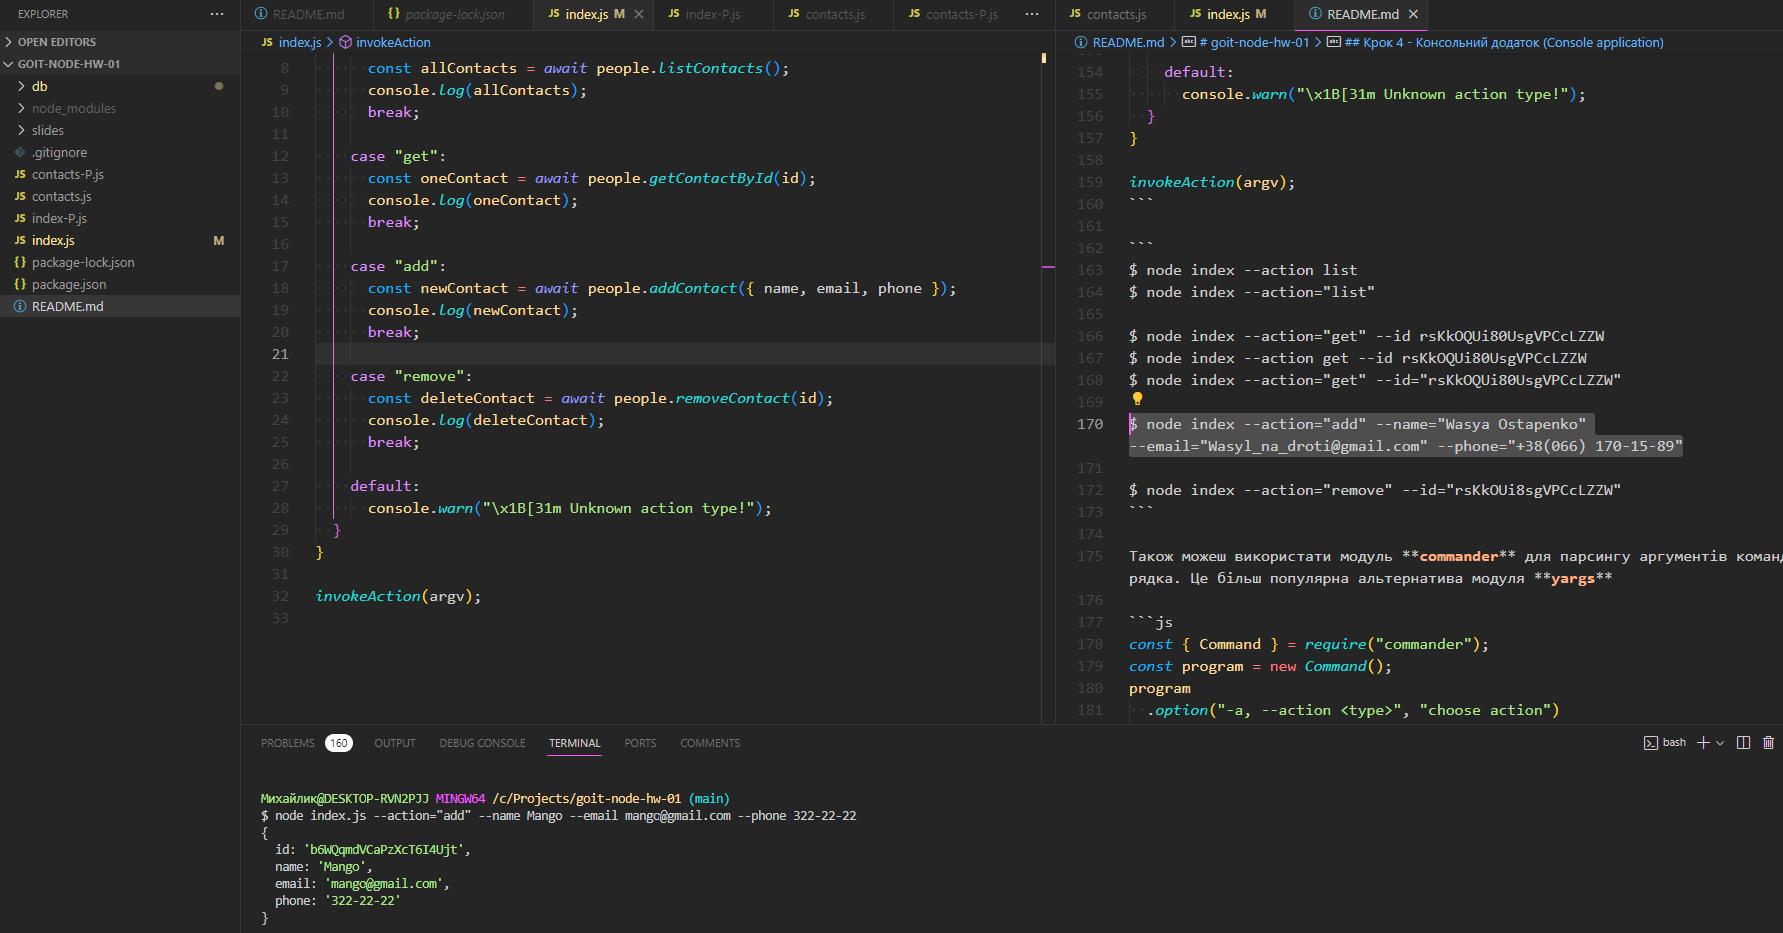 EXPLORER
OPEN EDITORS
GOIT-NODE-HW-01
db
node_modules
slides
.gitignore
JS contacts-P.js
JS contacts.js
JS index-P.js
JS index.js M
{} package-lock.json
{} package.json
README.md
README.md
{} package-lock.json
JS index.js M
JS index-P.js
JS contacts.js
JS contacts-P.js
JS index.js > invokeAction
8 const allContacts = await people.listContacts();
9 console.log(allContacts);
10 break;
11
12 case "get":
13 const oneContact = await people.getContactById(id);
14 console.log(oneContact);
15 break;
16
17 case "add":
18 const newContact = await people.addContact({ name, email, phone });
19 console.log(newContact);
20 break;
21
22 case "remove":
23 const deleteContact = await people.removeContact(id);
24 console.log(deleteContact);
25 break;
26
27 default:
28 console.warn("\x1B[31m Unknown action type!");
29 }
30 }
31
32 invokeAction(argv);
33
JS contacts.js
JS index.js M
README.md
README.md > # goit-node-hw-01 > ## Крок 4 - Консольний додаток (Console application)
154 default:
155 console.warn("\x1B[31m Unknown action type!");
156 }
157 }
158
159 invokeAction(argv);
160 ```
161
162 ```
163 $ node index --action list
164 $ node index --action="list"
165
166 $ node index --action="get" --id rsKkOQUi80UsgVPCcLZZW
167 $ node index --action get --id rsKkOQUi80UsgVPCcLZZW
168 $ node index --action="get" --id="rsKkOQUi80UsgVPCcLZZW"
169
170 $ node index --action="add" --name="Wasya Ostapenko"
--email="Wasyl_na_droti@gmail.com" --phone="+38(066) 170-15-89"
171
172 $ node index --action="remove" --id="rsKkOUi8sgVPCcLZZW"
173 ```
174
175 Також можеш використати модуль **commander** для парсингу аргументів команд
рядка. Це більш популярна альтернатива модуля **yargs**
176
177 ```js
178 const { Command } = require("commander");
179 const program = new Command();
180 program
181 .option("-a, --action <type>", "choose action")
PROBLEMS 160 OUTPUT DEBUG CONSOLE TERMINAL PORTS COMMENTS
bash
Михайлик@DESKTOP-RVN2PJJ MINGW64 /c/Projects/goit-node-hw-01 (main)
$ node index.js --action="add" --name Mango --email mango@gmail.com --phone 322-22-22
{
id: 'b6WQqmdVCaPzXcT6I4Ujt',
name: 'Mango',
email: 'mango@gmail.com',
phone: '322-22-22'
}